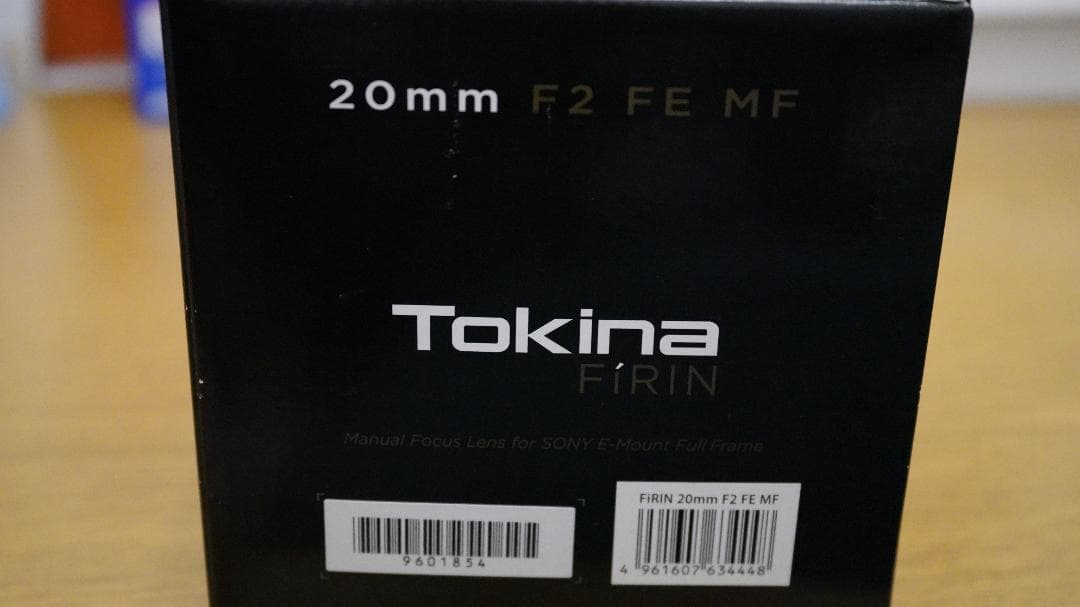 20mm F2 FE MF
Tokina
FíRIN
Manual Focus Lens for SONY E-Mount Full Frame
9601854
FiRIN 20mm F2 FE MF
4 961607 634448